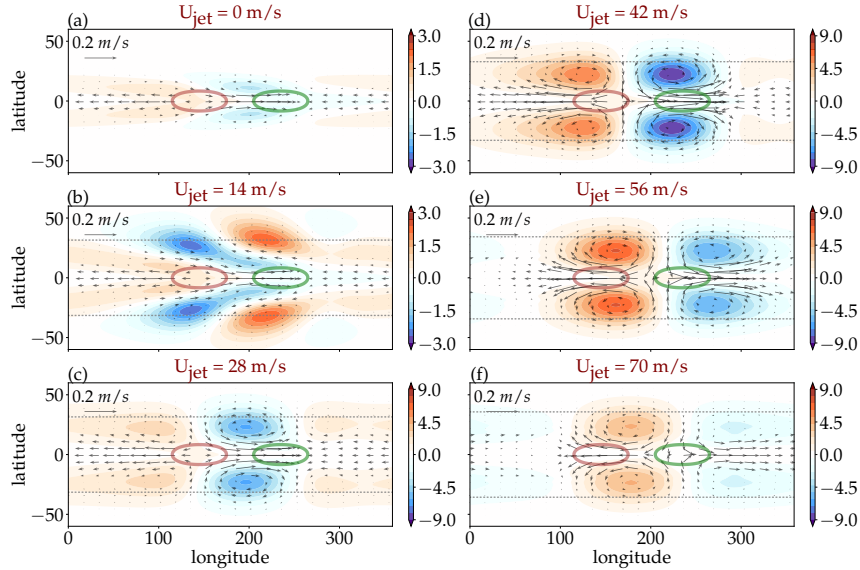 (a) U_jet = 0 m/s
50
0
−50
latitude
0.2 m/s
3.0
1.5
0.0
−1.5
−3.0
(b) U_jet = 14 m/s
50
0
−50
latitude
0.2 m/s
3.0
1.5
0.0
−1.5
−3.0
(c) U_jet = 28 m/s
50
0
−50
latitude
0.2 m/s
9.0
4.5
0.0
−4.5
−9.0
0 100 200 300
longitude
(d) U_jet = 42 m/s
0.2 m/s
9.0
4.5
0.0
−4.5
−9.0
(e) U_jet = 56 m/s
0.2 m/s
9.0
4.5
0.0
−4.5
−9.0
(f) U_jet = 70 m/s
0.2 m/s
9.0
4.5
0.0
−4.5
−9.0
0 100 200 300
longitude